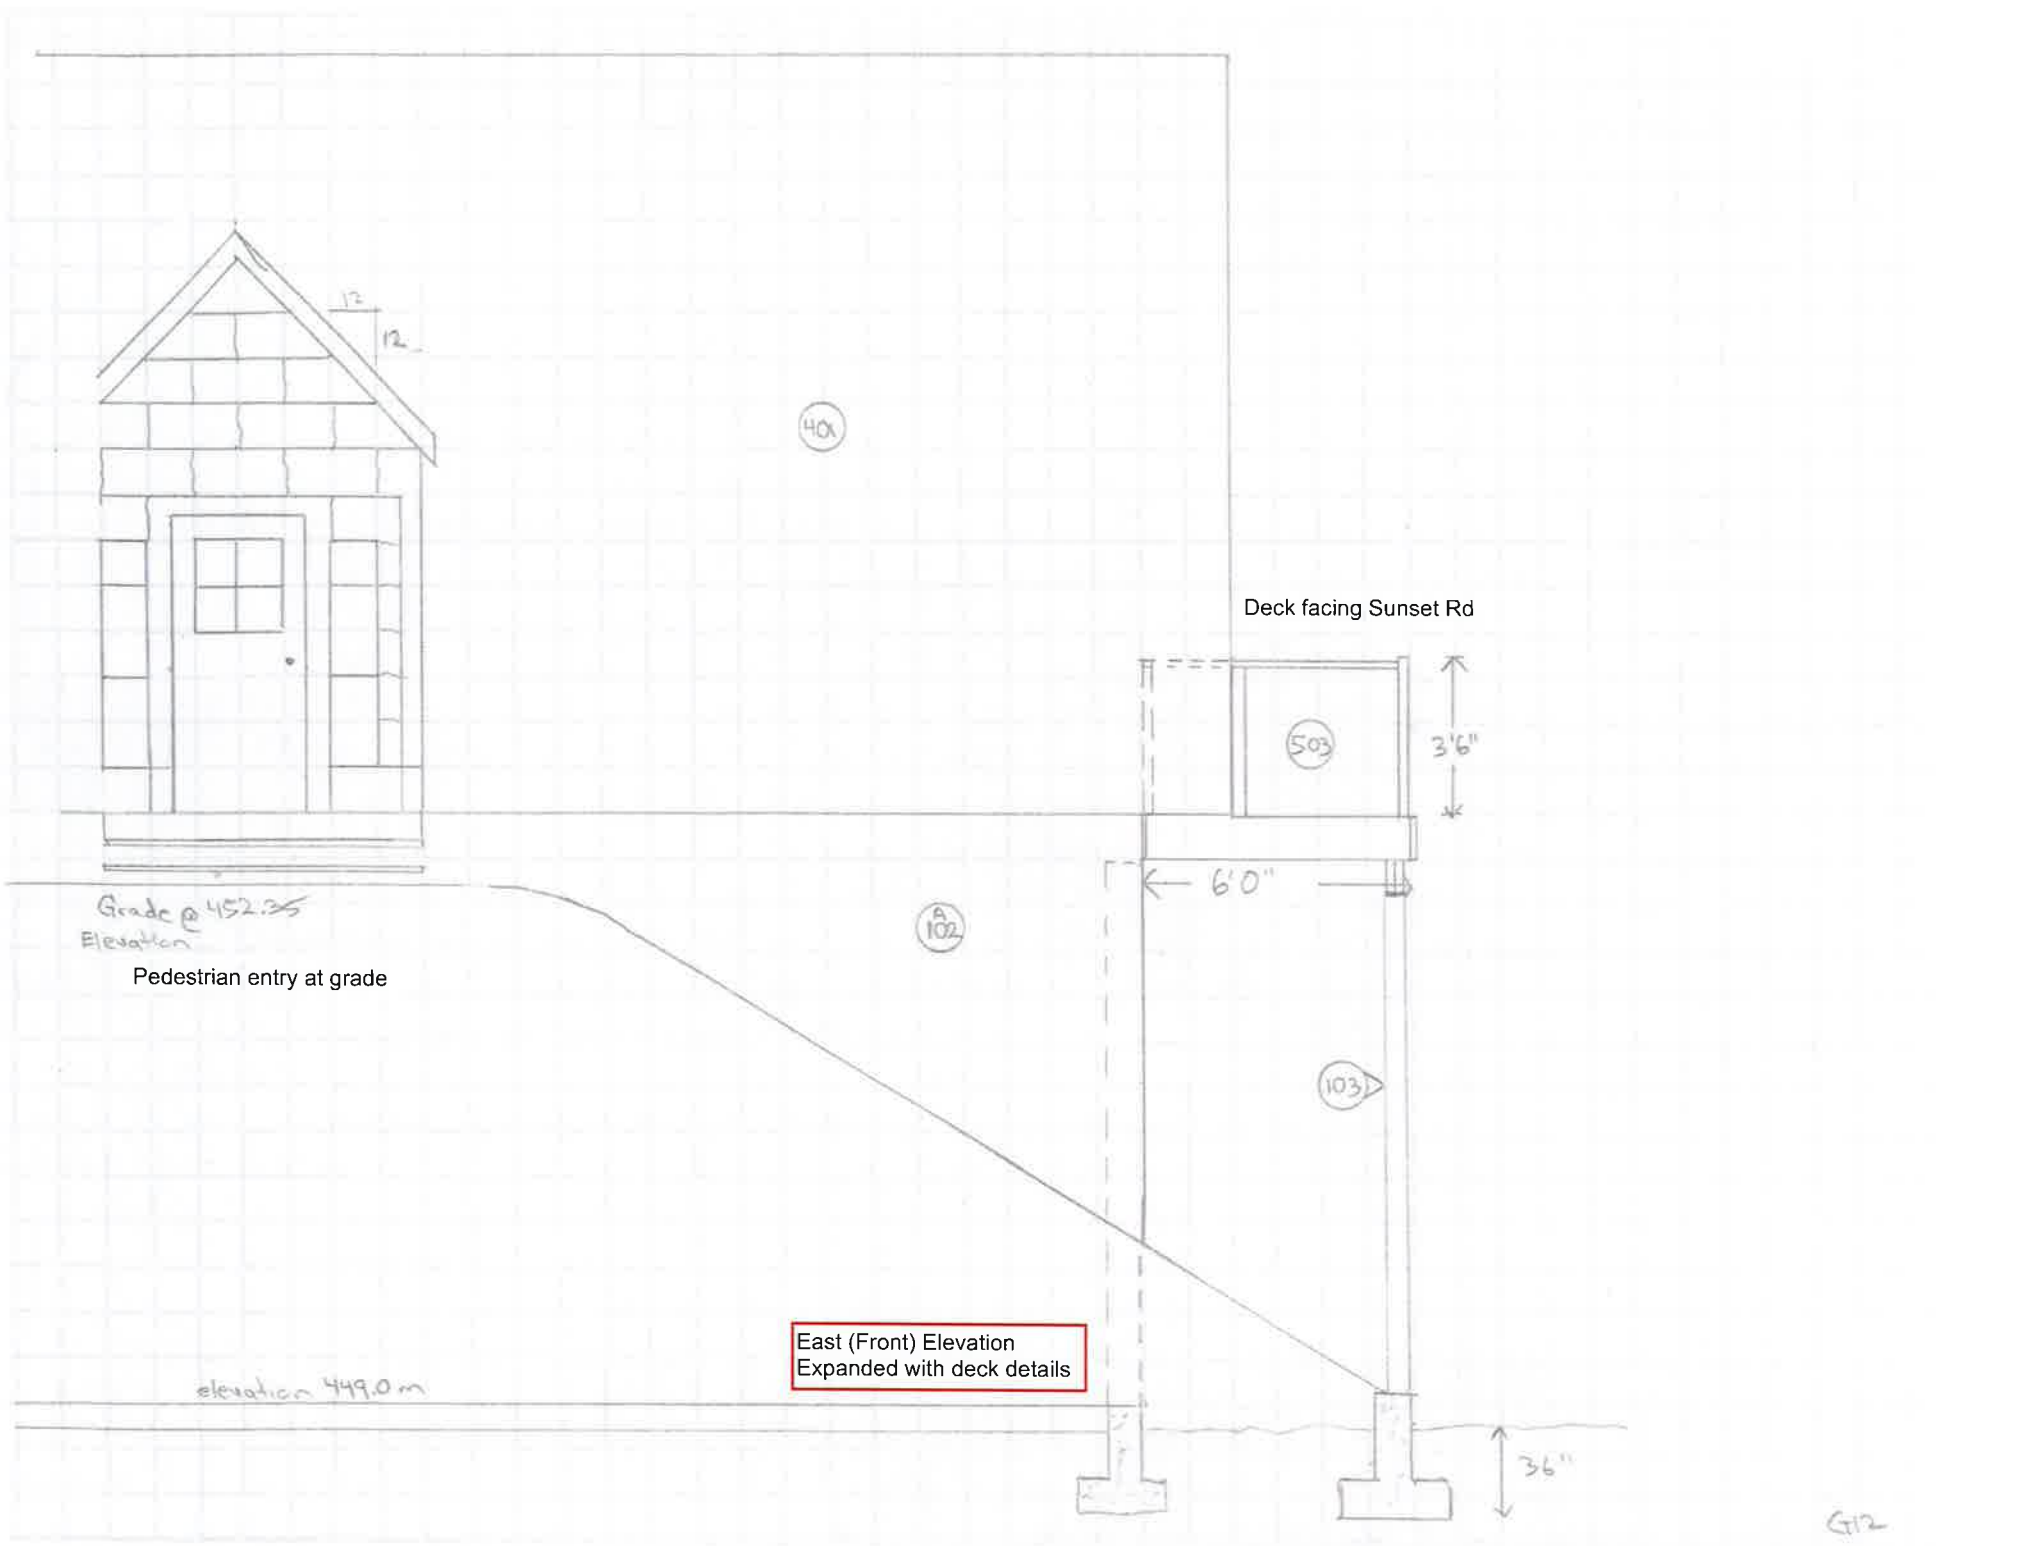 12
12
401
Deck facing Sunset Rd
503
3'6"
6'0"
Grade @ 452.35
Elevation
A
102
Pedestrian entry at grade
103
East (Front) Elevation
Expanded with deck details
elevation 449.0 m
36"
G12